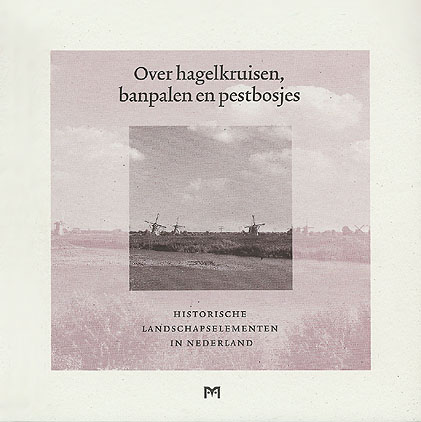 Over hagelkruisen,
banpalen en pestbosjes
HISTORISCHE
LANDSCHAPSELEMENTEN
IN NEDERLAND